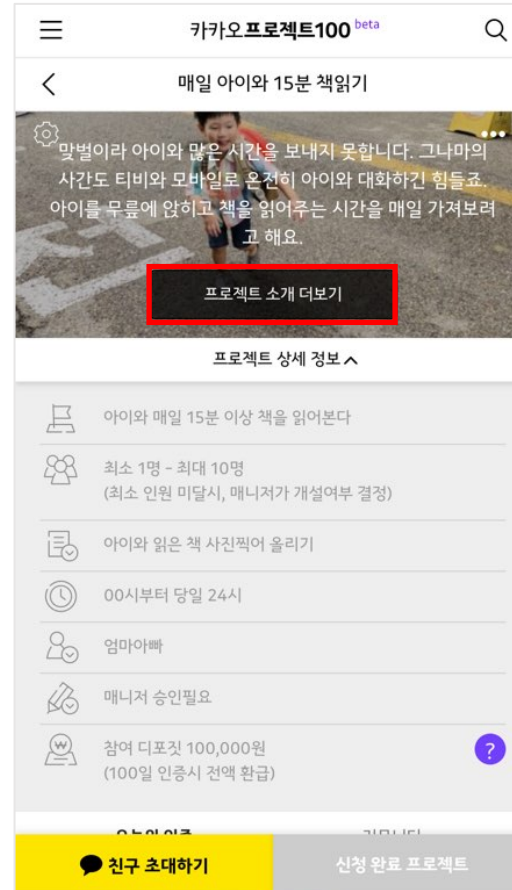 카카오프로젝트100 beta
매일 아이와 15분 책읽기
맞벌이라 아이와 많은 시간을 보내지 못합니다. 그나마의
시간도 티비와 모바일로 온전히 아이와 대화하긴 힘들죠.
아이를 무릎에 앉히고 책을 읽어주는 시간을 매일 가져보려
고 해요.
프로젝트 소개 더보기
프로젝트 상세 정보
아이와 매일 15분 이상 책을 읽어본다
최소 1명 – 최대 10명
(최소 인원 미달시, 매니저가 개설여부 결정)
아이와 읽은 책 사진찍어 올리기
00시부터 당일 24시
엄마아빠
매니저 승인필요
참여 디포짓 100,000원
(100일 인증시 전액 환급)
?
친구 초대하기
신청 완료 프로젝트